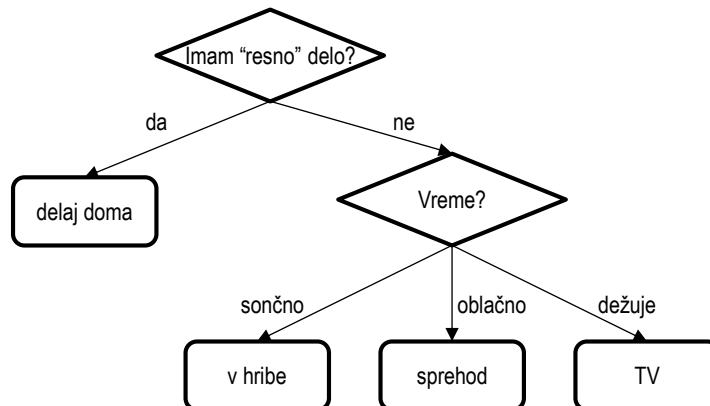 Imam “resno” delo?
da
ne
delaj doma
Vreme?
sončno
oblačno
dežuje
v hribe
sprehod
TV